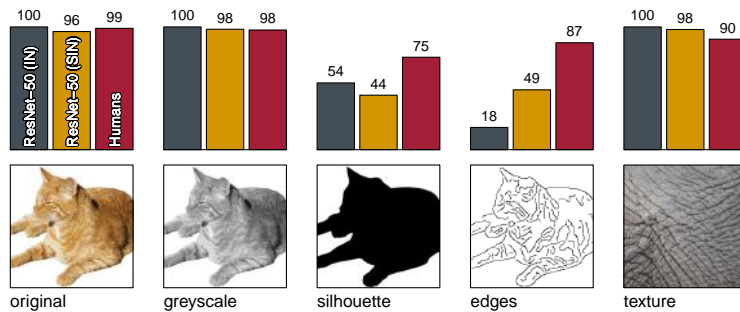 100 96 99
100 98 98
54 44 75
18 49 87
100 98 90
ResNet−50 (IN)
ResNet−50 (SIN)
Humans
original
greyscale
silhouette
edges
texture